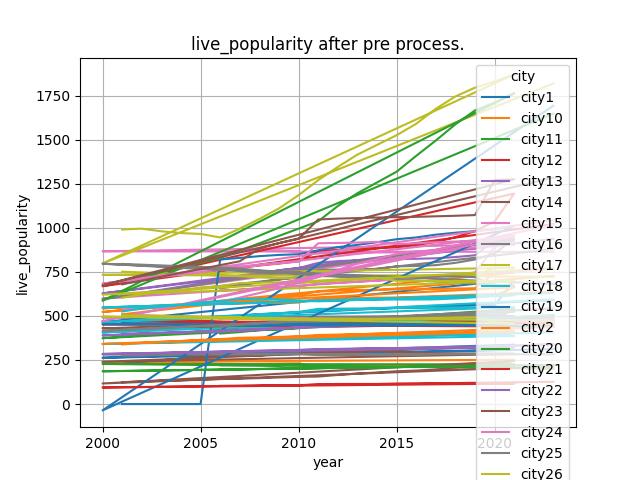 live_popularity after pre process.
live_popularity
1750
1500
1250
1000
750
500
250
0
2000
2005
2010
2015
2020
year
city
city1
city10
city11
city12
city13
city14
city15
city16
city17
city18
city19
city2
city20
city21
city22
city23
city24
city25
city26